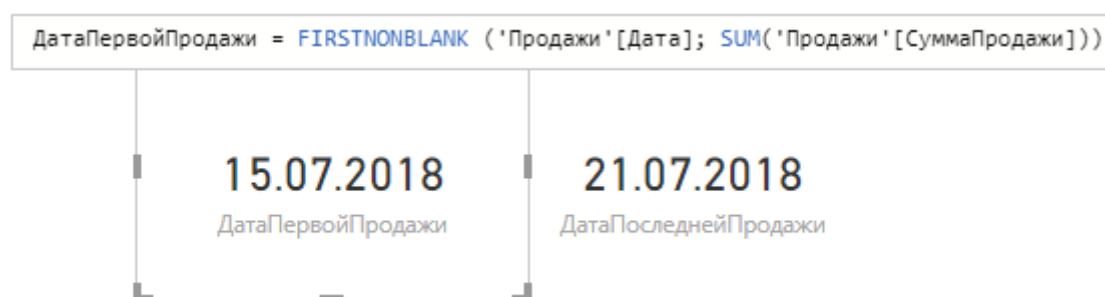 ДатаПервойПродажи = FIRSTNONBLANK ('Продажи'[Дата]; SUM('Продажи'[СуммаПродажи]))
15.07.2018 21.07.2018
ДатаПервойПродажи ДатаПоследнейПродажи